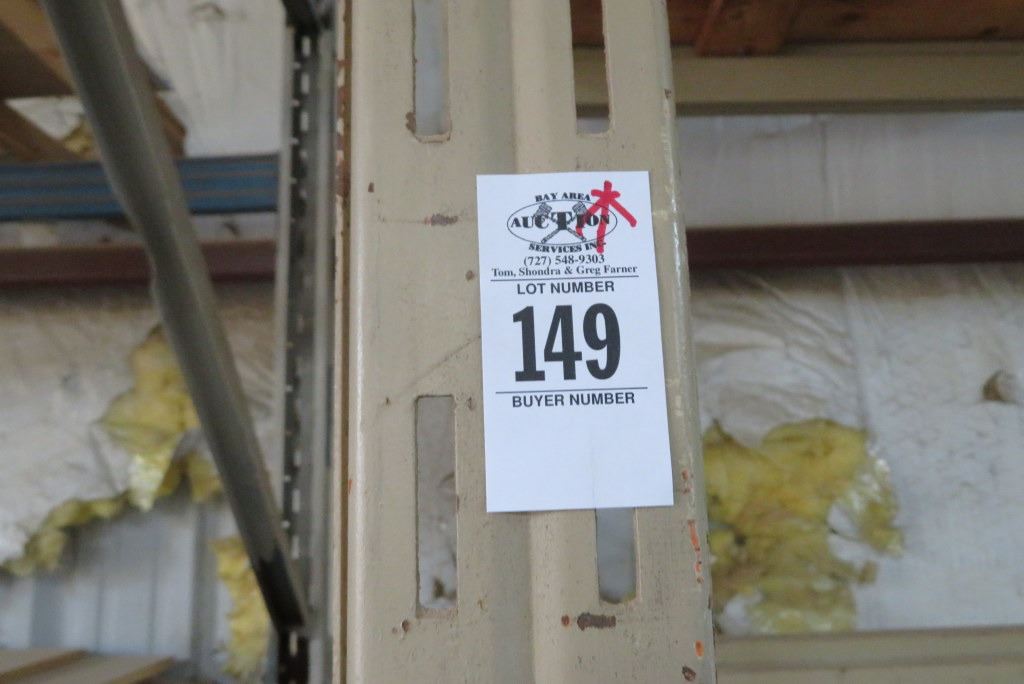 BAY AREA
AUCTION
SERVICES INC
(727) 548-9303
Tom, Shondra & Greg Farner
LOT NUMBER
149
BUYER NUMBER